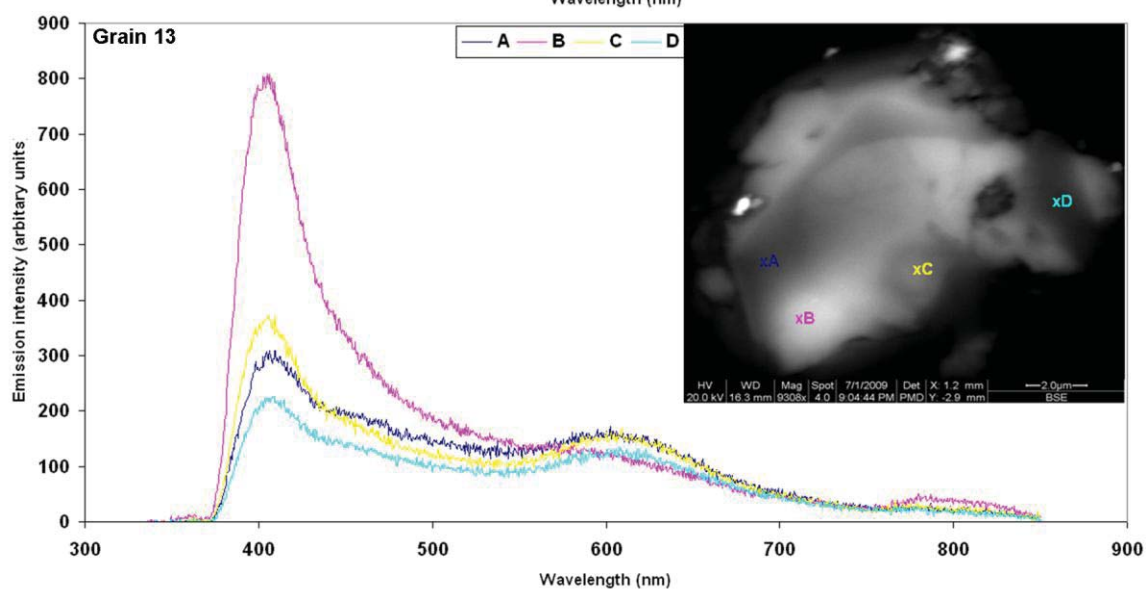 Wavelength (nm)
900
Grain 13
A B C D
800
700
600
500
400
300
200
100
0
Emission intensity (arbitary units
xA
xB
xC
xD
HV WD Mag Spot 7/1/2009 Det X: 1.2 mm 2.0µm
20.0 kV 16.3 mm 9308x 4.0 9:04:44 PM PMD Y: -2.9 mm BSE
300 400 500 600 700 800 900
Wavelength (nm)